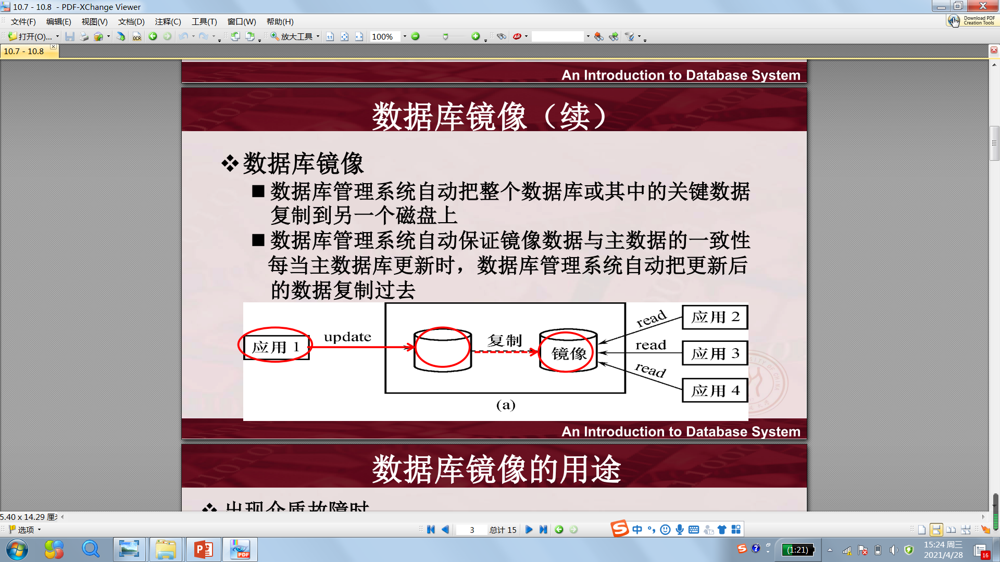 10.7 - 10.8 - PDF-XChange Viewer
文件(F) 编辑(E) 视图(V) 文档(D) 注释(C) 工具(T) 窗口(W) 帮助(H)
Download PDF
Creation Tools
打开(O)... OCR 放大工具 1:1 100% Ask
10.7 - 10.8
An Introduction to Database System
数据库镜像（续）
数据库镜像
数据库管理系统自动把整个数据库或其中的关键数据
复制到另一个磁盘上
数据库管理系统自动保证镜像数据与主数据的一致性
每当主数据库更新时，数据库管理系统自动把更新后
的数据复制过去
应用 1
update
复制
镜像
read
应用 2
read
应用 3
read
应用 4
(a)
An Introduction to Database System
数据库镜像的用途
出现介质故障时
5.40 x 14.29 厘
选项
3 总计 15
中
(1:21)
15:24 周三
2021/4/28
16